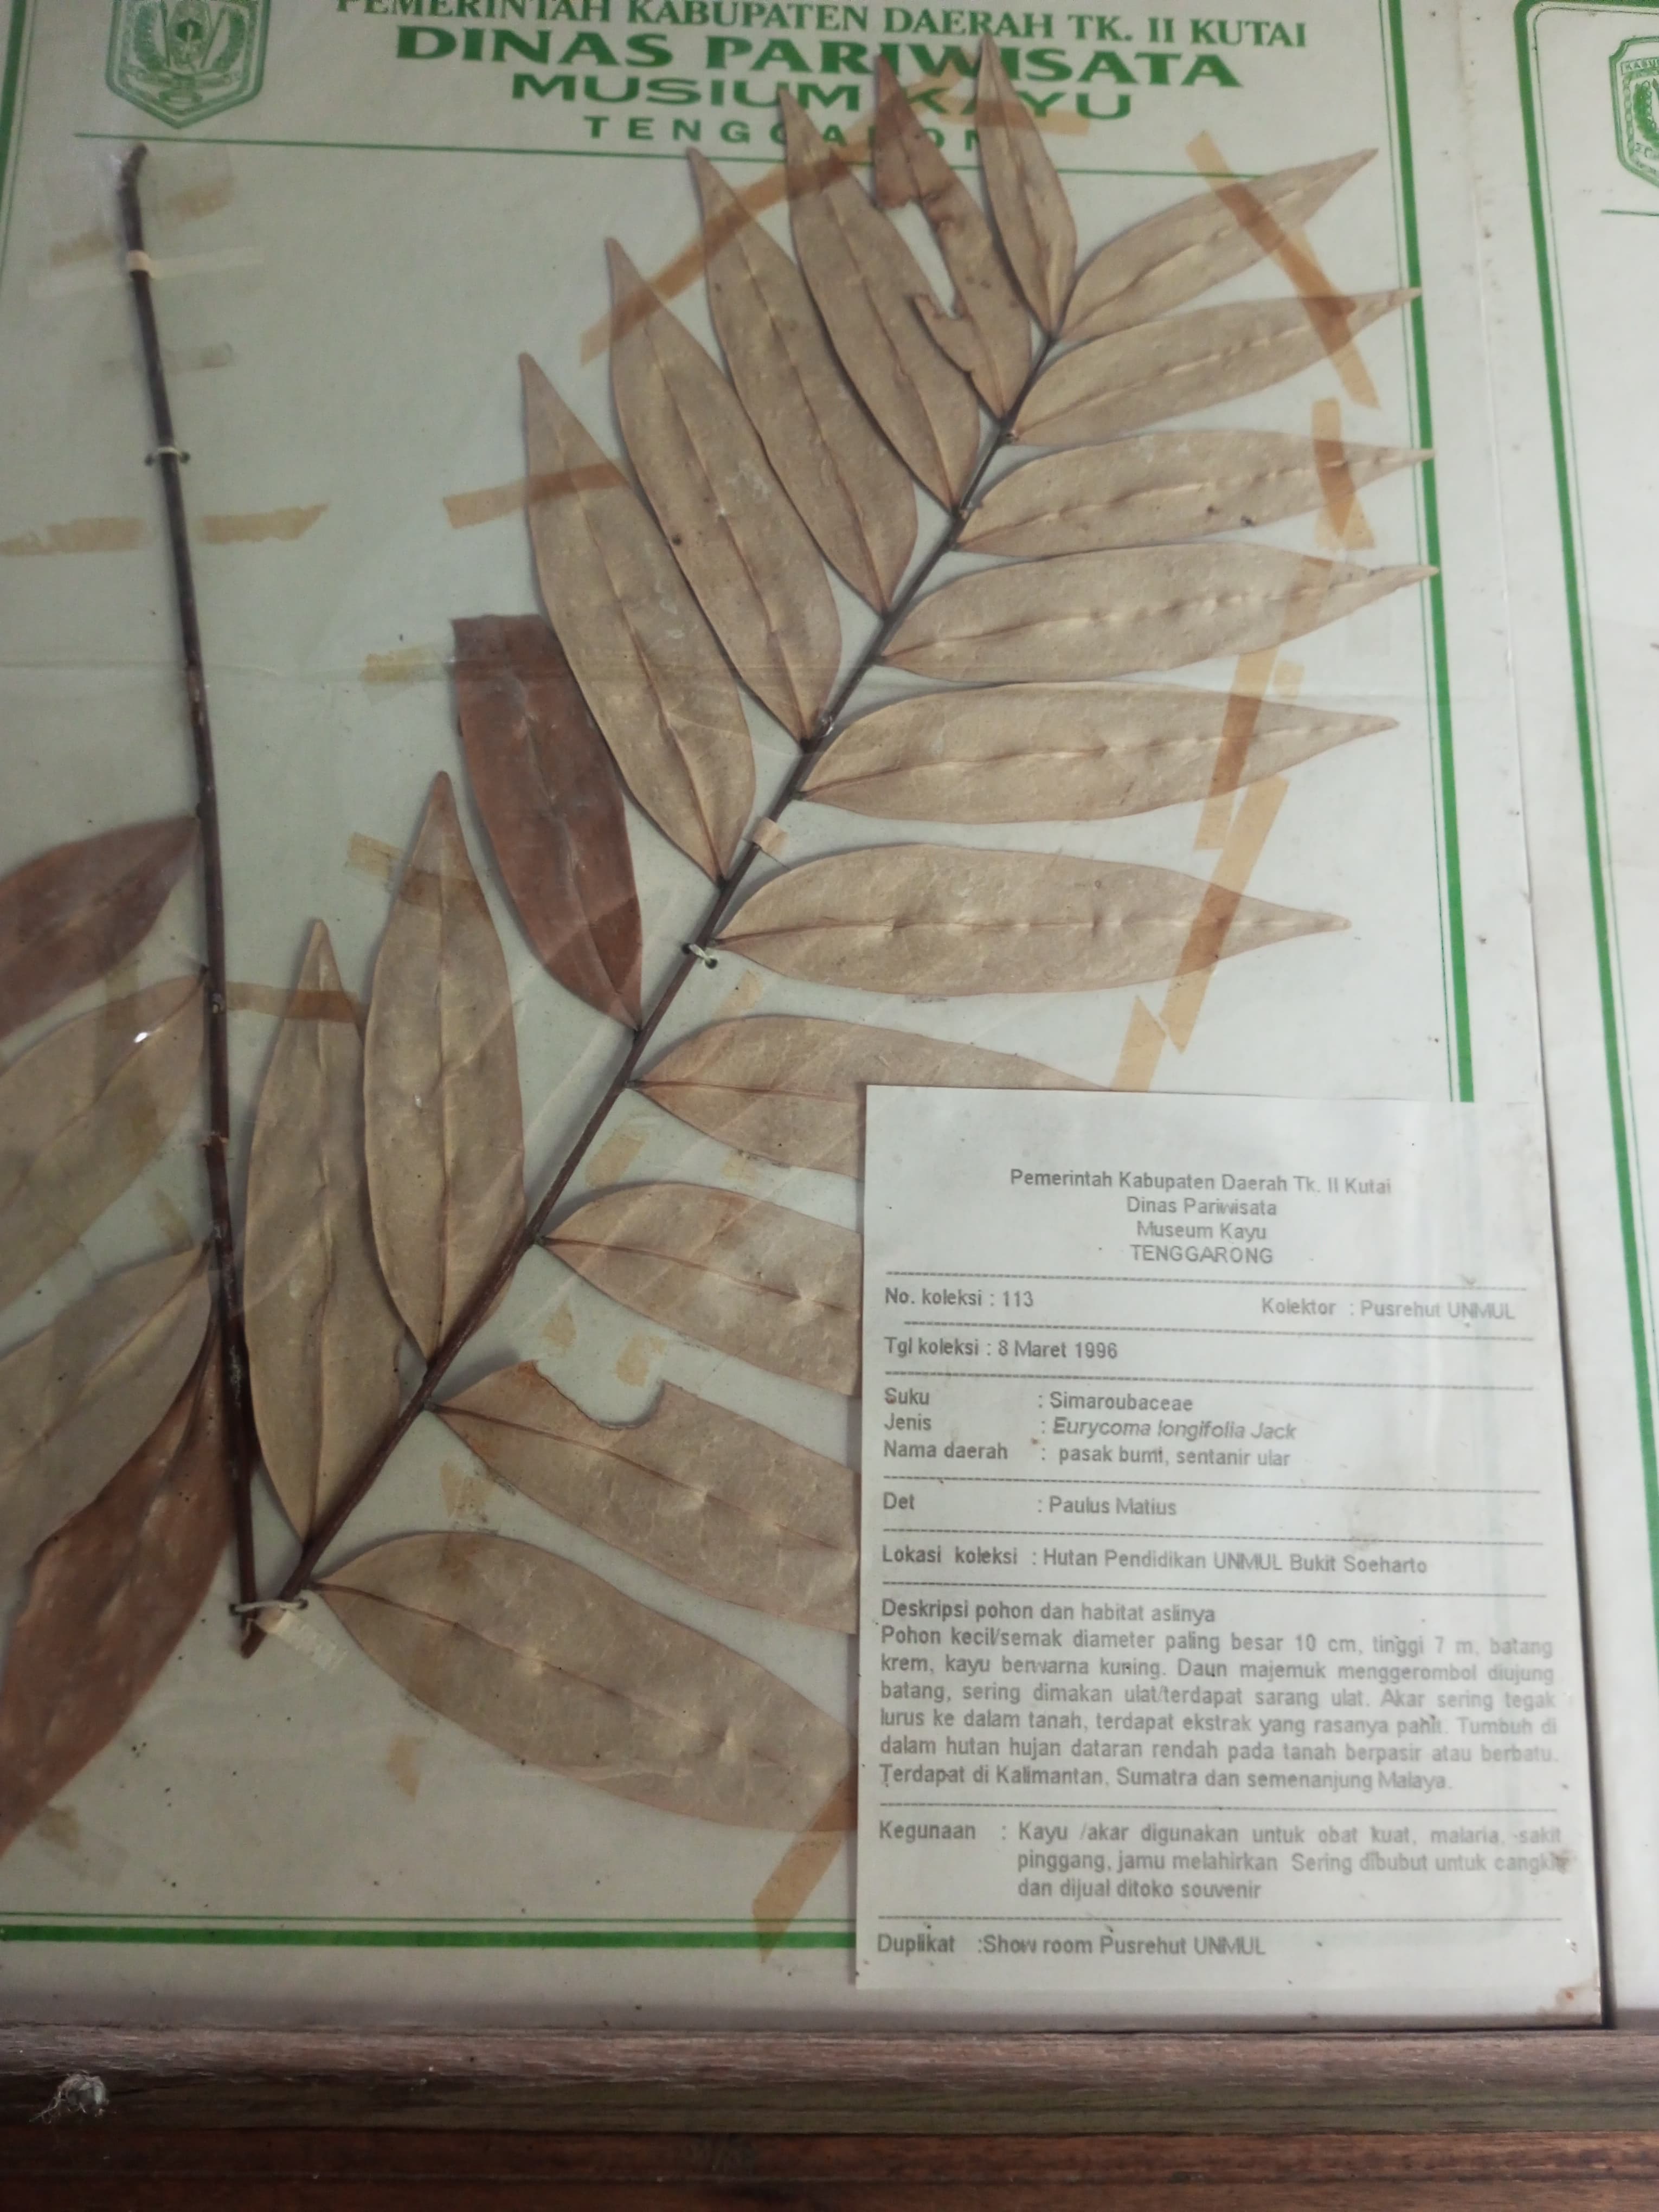 PEMERINTAH KABUPATEN DAERAH TK. II KUTAI
DINAS PARIWISATA
MUSIUM KAYU
TENGGARONG
Pemerintah Kabupaten Daerah Tk. II Kutai
Dinas Pariwisata
Museum Kayu
TENGGARONG
No. koleksi : 113 Kolektor : Pusrehut UNMUL
Tgl koleksi : 8 Maret 1996
Suku : Simaroubaceae
Jenis : Eurycoma longifolia Jack
Nama daerah : pasak bumi, sentanir ular
Det : Paulus Matius
Lokasi koleksi : Hutan Pendidikan UNMUL Bukit Soeharto
Deskripsi pohon dan habitat aslinya
Pohon kecil/semak diameter paling besar 10 cm, tinggi 7 m, batang
krem, kayu berwarna kuning. Daun majemuk menggerombol diujung
batang, sering dimakan ulat/terdapat sarang ulat. Akar sering tegak
lurus ke dalam tanah, terdapat ekstrak yang rasanya pahit. Tumbuh di
dalam hutan hujan dataran rendah pada tanah berpasir atau berbatu.
Terdapat di Kalimantan, Sumatra dan semenanjung Malaya.
Kegunaan : Kayu /akar digunakan untuk obat kuat, malaria, sakit
pinggang, jamu melahirkan Sering dibubut untuk cangkir
dan dijual ditoko souvenir
Duplikat :Show room Pusrehut UNMUL